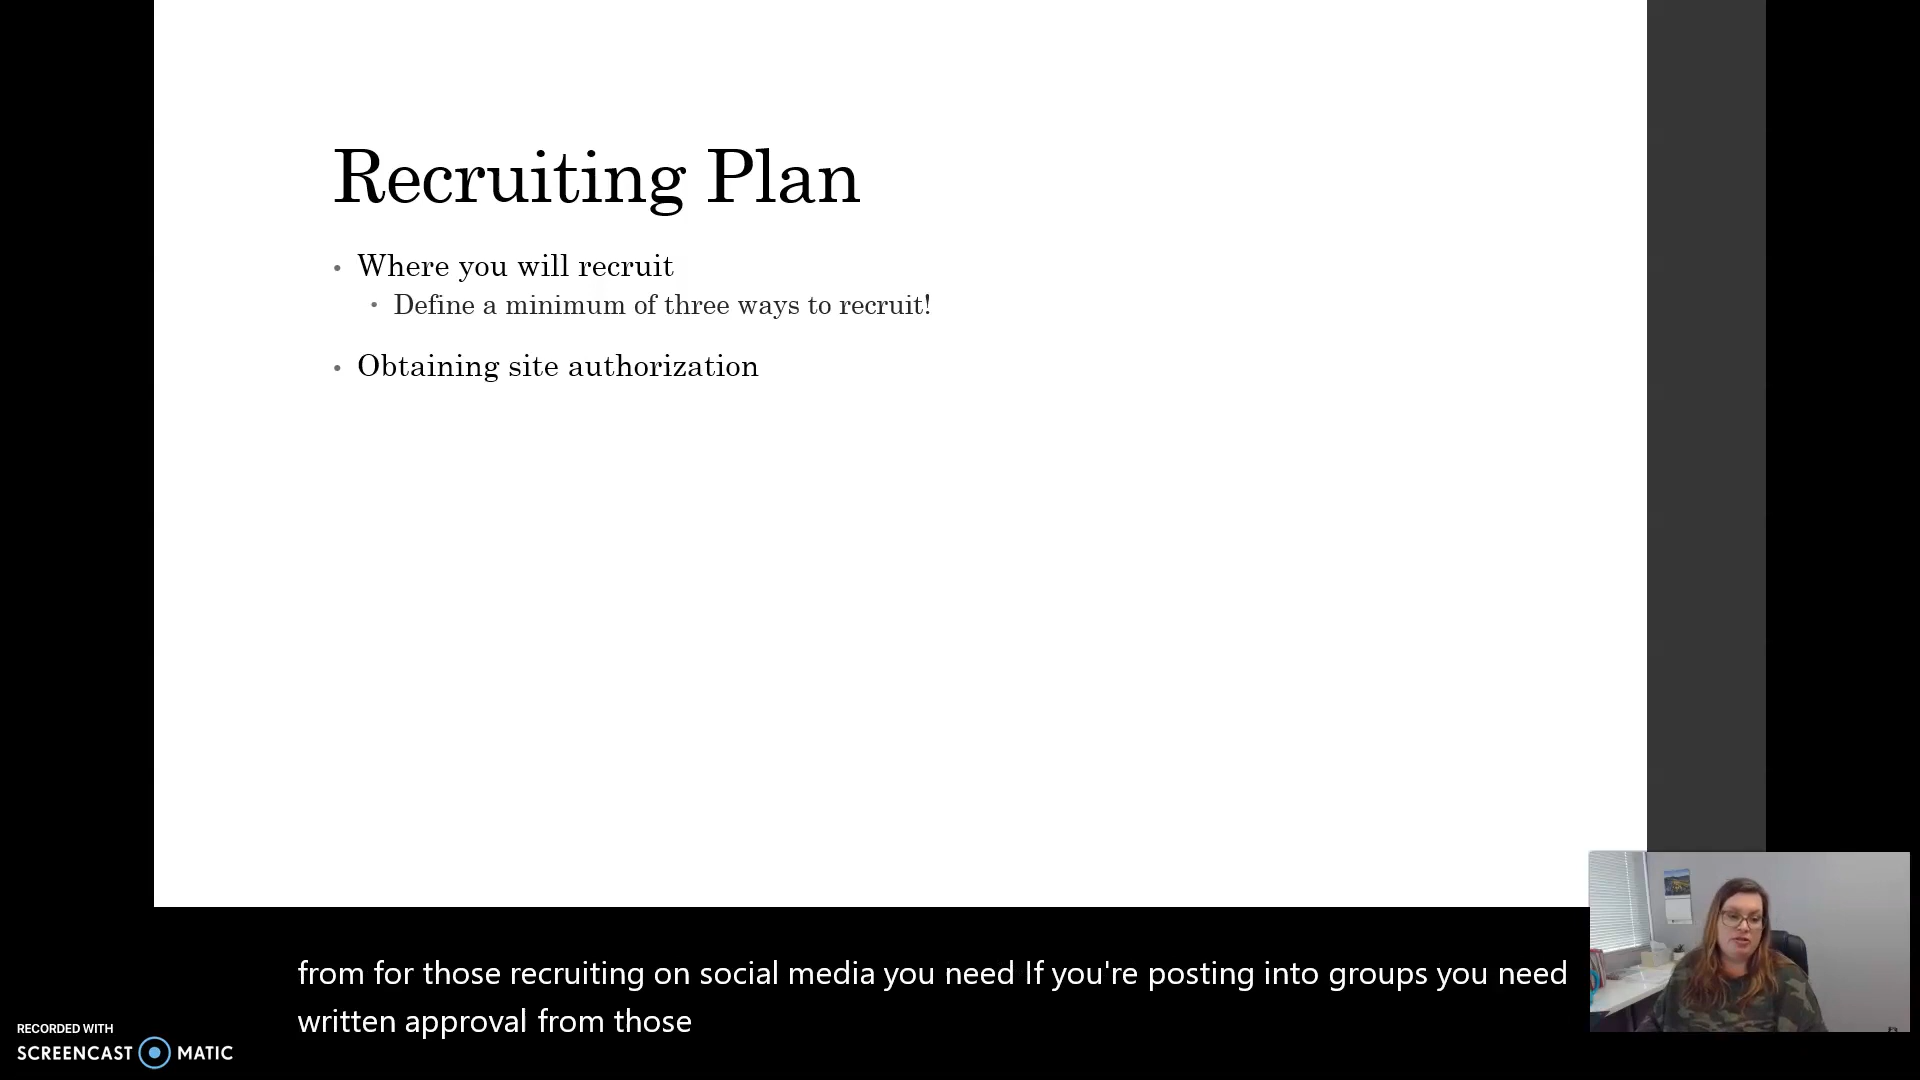 Recruiting Plan
• Where you will recruit
• Define a minimum of three ways to recruit!
• Obtaining site authorization
from for those recruiting on social media you need If you're posting into groups you need
written approval from those
RECORDED WITH
SCREENCAST MATIC